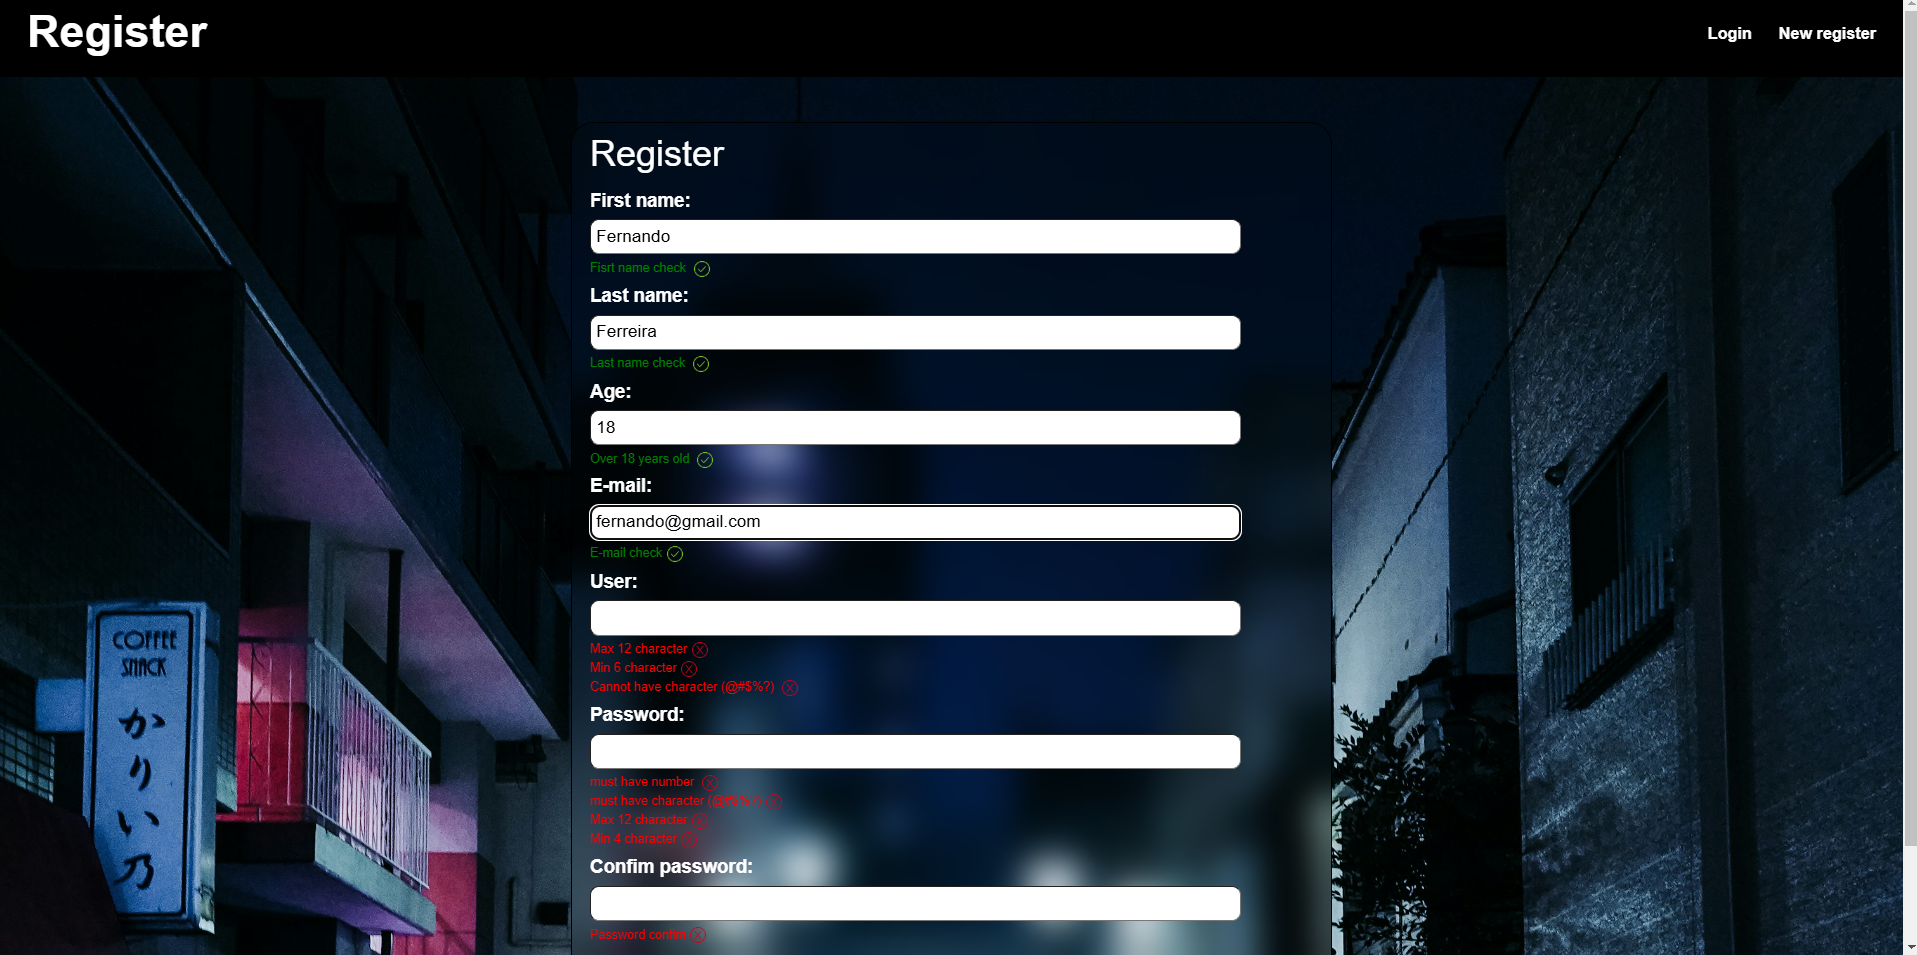 Register
Login
New register
Register
First name:
Fernando
Fisrt name check
Last name:
Ferreira
Last name check
Age:
18
Over 18 years old
E-mail:
fernando@gmail.com
E-mail check
User:
Max 12 character
Min 6 character
Cannot have character (@#$%?)
Password:
must have number
must have character (@#$%?)
Max 12 character
Min 4 character
Confim password:
Password confim
COFFEE
SNACK
かりい乃